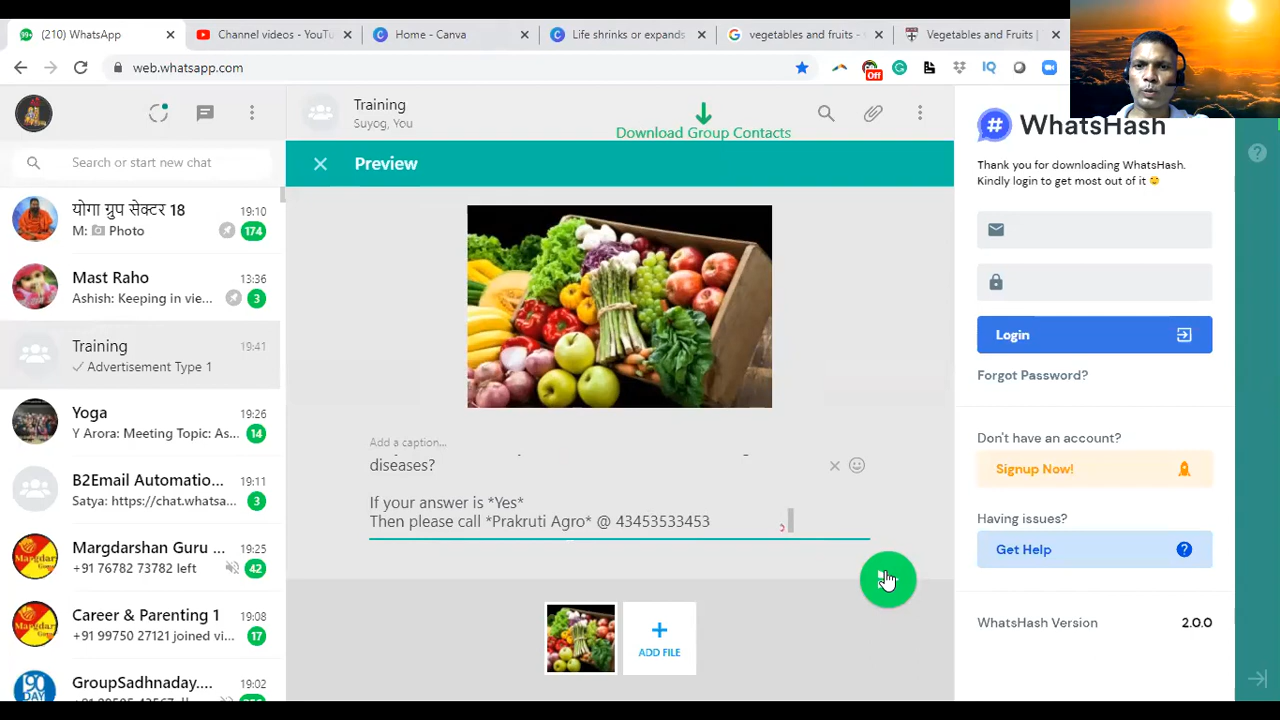 (210) WhatsApp
Channel videos - YouTu
Home - Canva
Life shrinks or expands
vegetables and fruits -
Vegetables and Fruits |
web.whatsapp.com
Off
IQ
Training
Suyog, You
Download Group Contacts
Search or start new chat
Preview
योगा ग्रुप सेक्टर 18
19:10
M: Photo
174
Mast Raho
13:36
Ashish: Keeping in vie...
3
Training
19:41
Advertisement Type 1
Yoga
19:26
Y Arora: Meeting Topic: As...
14
B2Email Automatio...
19:11
Satya: https://chat.whatsa...
3
Margdarshan Guru ...
19:25
+91 76782 73782 left
42
Career & Parenting 1
19:08
+91 99750 27121 joined vi...
17
GroupSadhnaday....
19:02
Add a caption...
diseases?
If your answer is *Yes*
Then please call *Prakruti Agro* @ 43453533453
ADD FILE
# WhatsHash
Thank you for downloading WhatsHash.
Kindly login to get most out of it
Login
Forgot Password?
Don't have an account?
Signup Now!
Having issues?
Get Help
WhatsHash Version
2.0.0